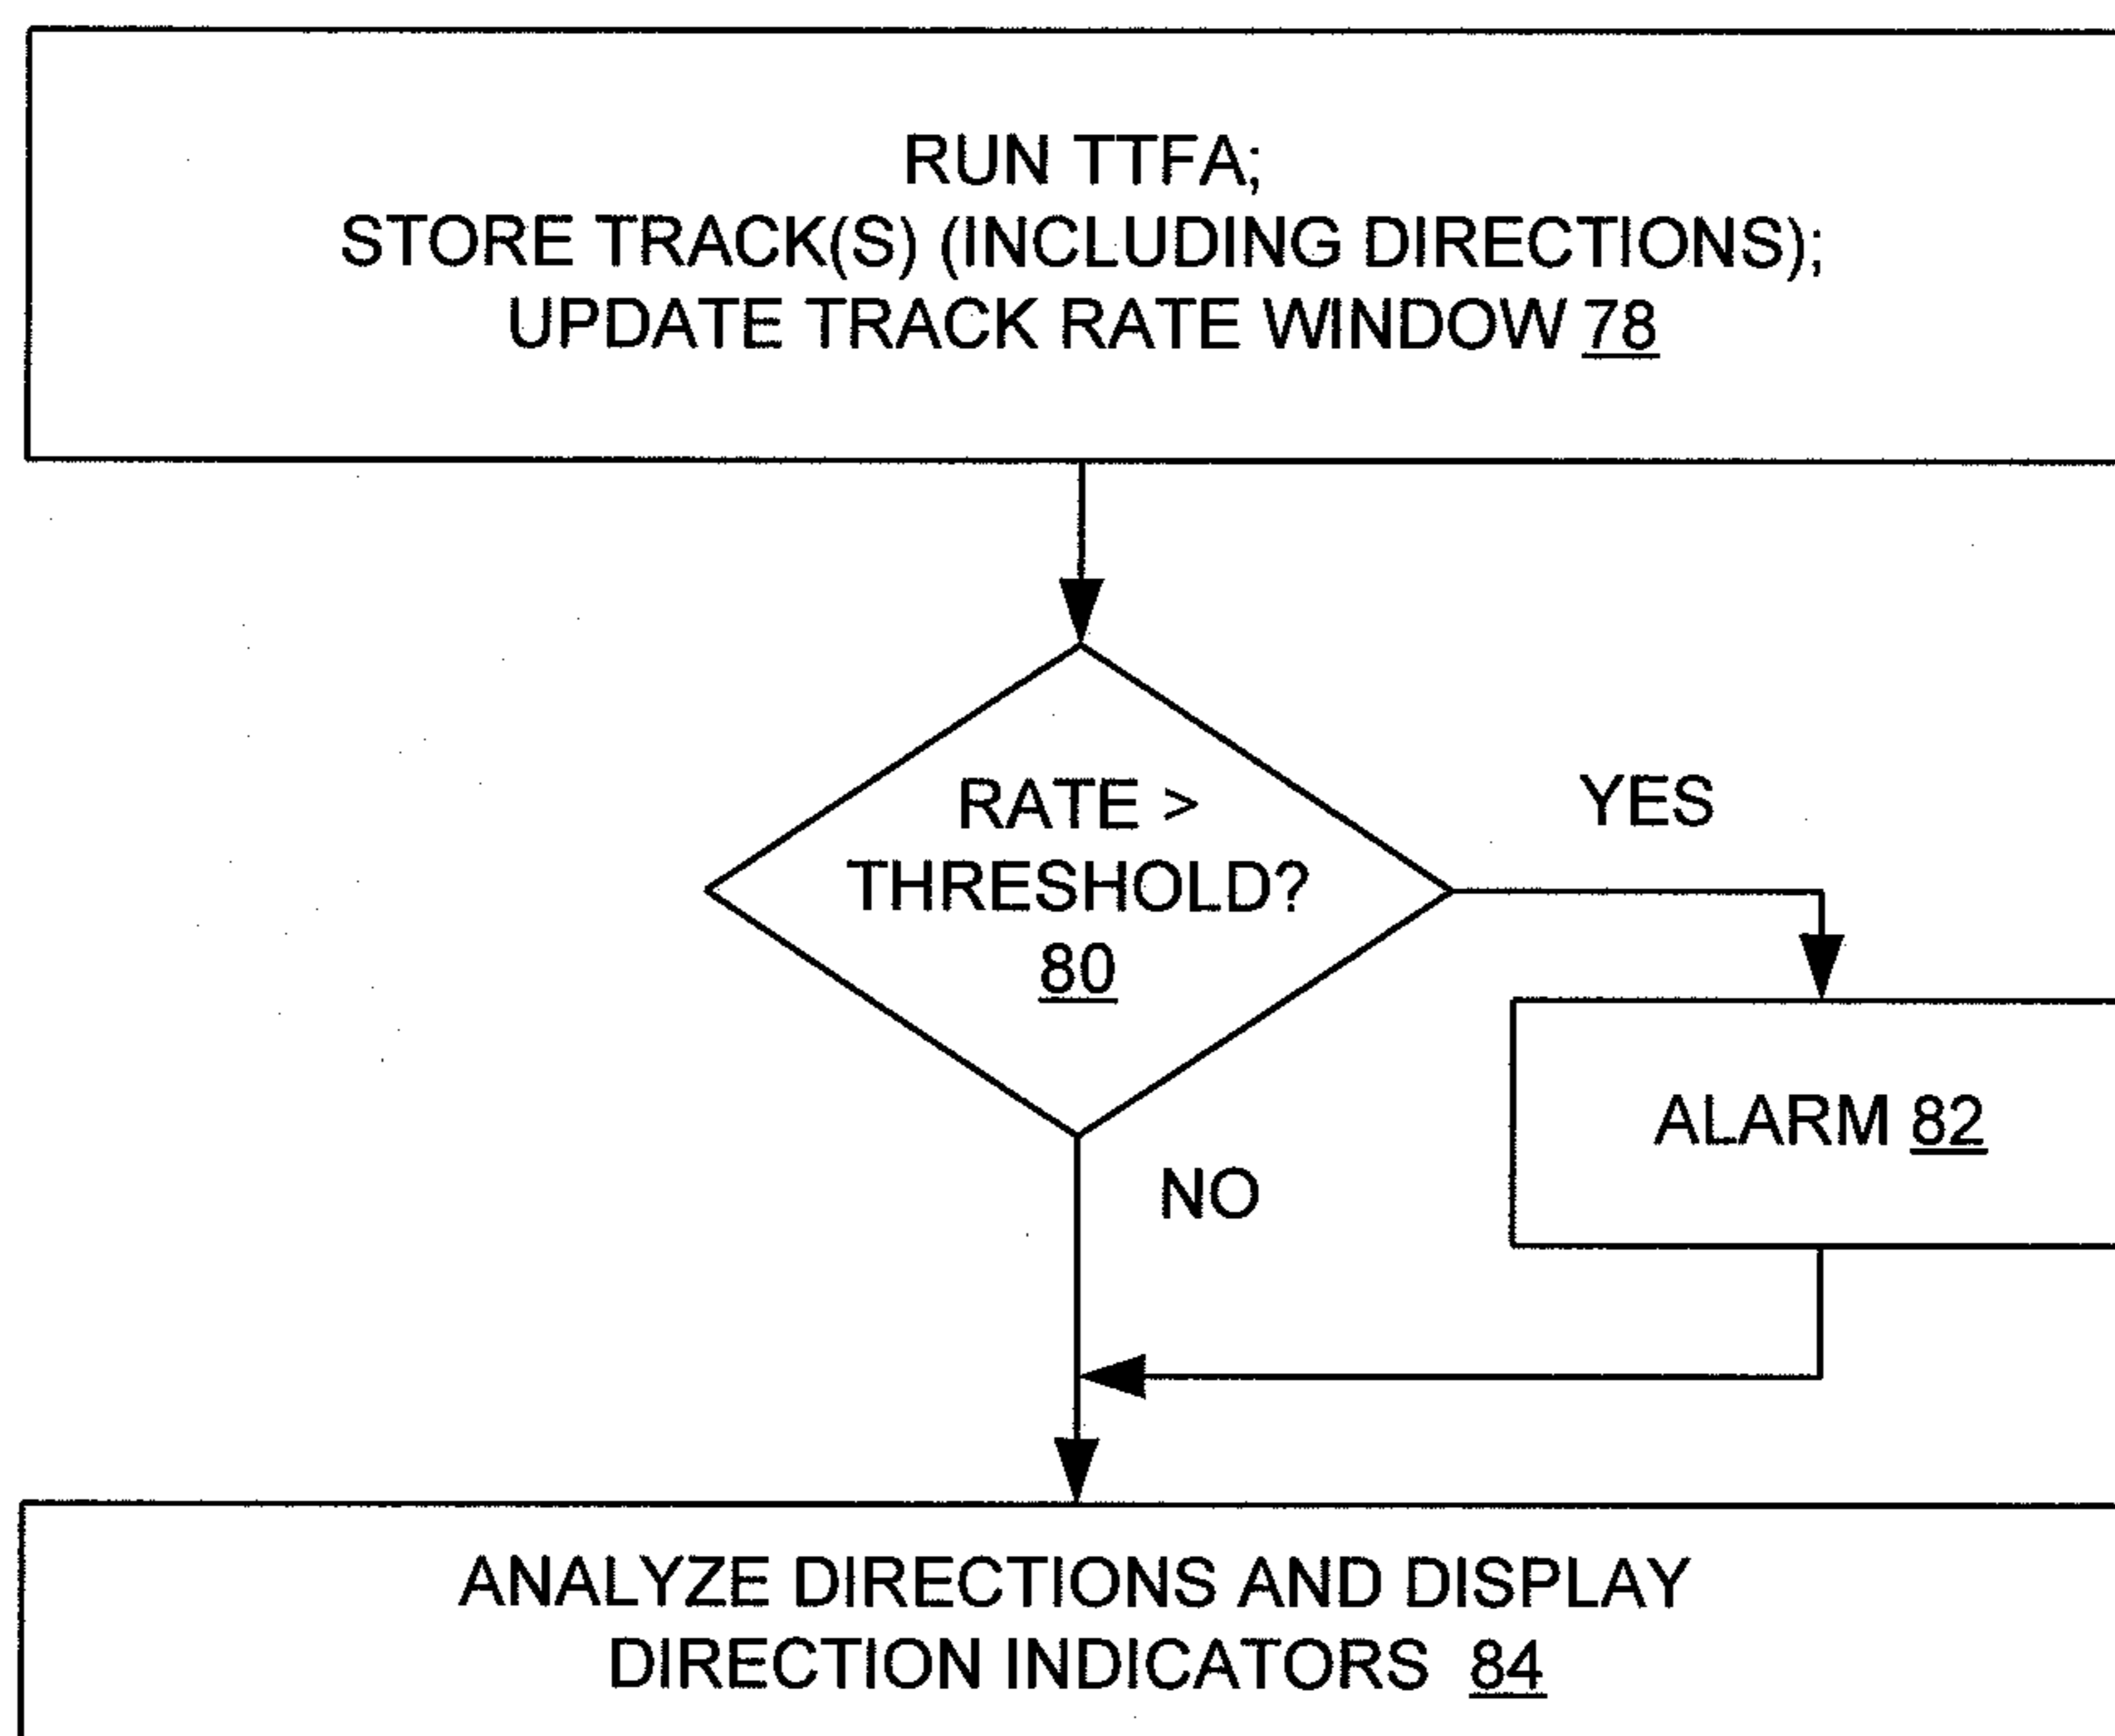 RUN TTFA;
STORE TRACK(S) (INCLUDING DIRECTIONS);
UPDATE TRACK RATE WINDOW 78
RATE >
THRESHOLD?
80
YES
ALARM 82
NO
ANALYZE DIRECTIONS AND DISPLAY
DIRECTION INDICATORS 84